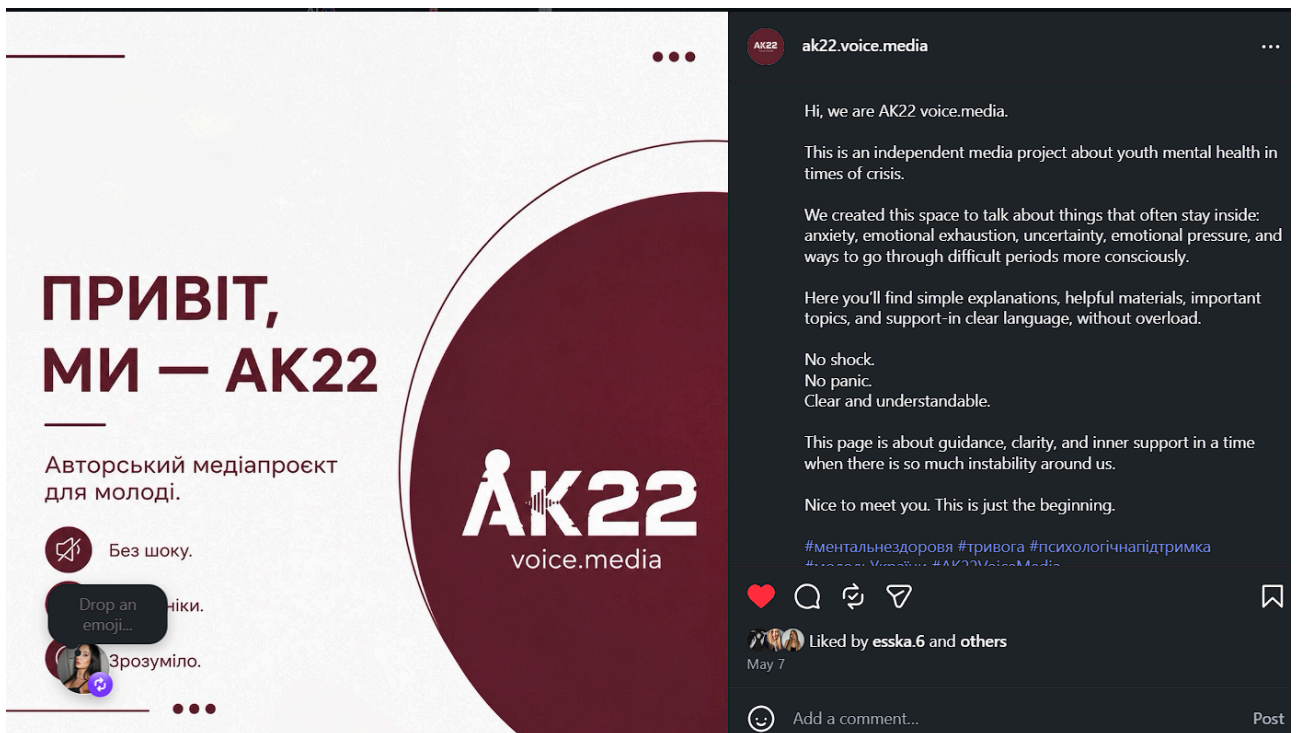 ПРИВІТ,
МИ — АК22
Авторський медіапроєкт
для молоді.
Без шоку.
ніки.
Зрозуміло.
Drop an
emoji...
AK22
voice.media
AK22
ak22.voice.media
Hi, we are AK22 voice.media.
This is an independent media project about youth mental health in
times of crisis.
We created this space to talk about things that often stay inside:
anxiety, emotional exhaustion, uncertainty, emotional pressure, and
ways to go through difficult periods more consciously.
Here you'll find simple explanations, helpful materials, important
topics, and support-in clear language, without overload.
No shock.
No panic.
Clear and understandable.
This page is about guidance, clarity, and inner support in a time
when there is so much instability around us.
Nice to meet you. This is just the beginning.
#ментальнездоровя #тривога #психологічнапідтримка
#молодьУкраїни #AK22VoiceMedia
Liked by esska.6 and others
May 7
Add a comment...
Post